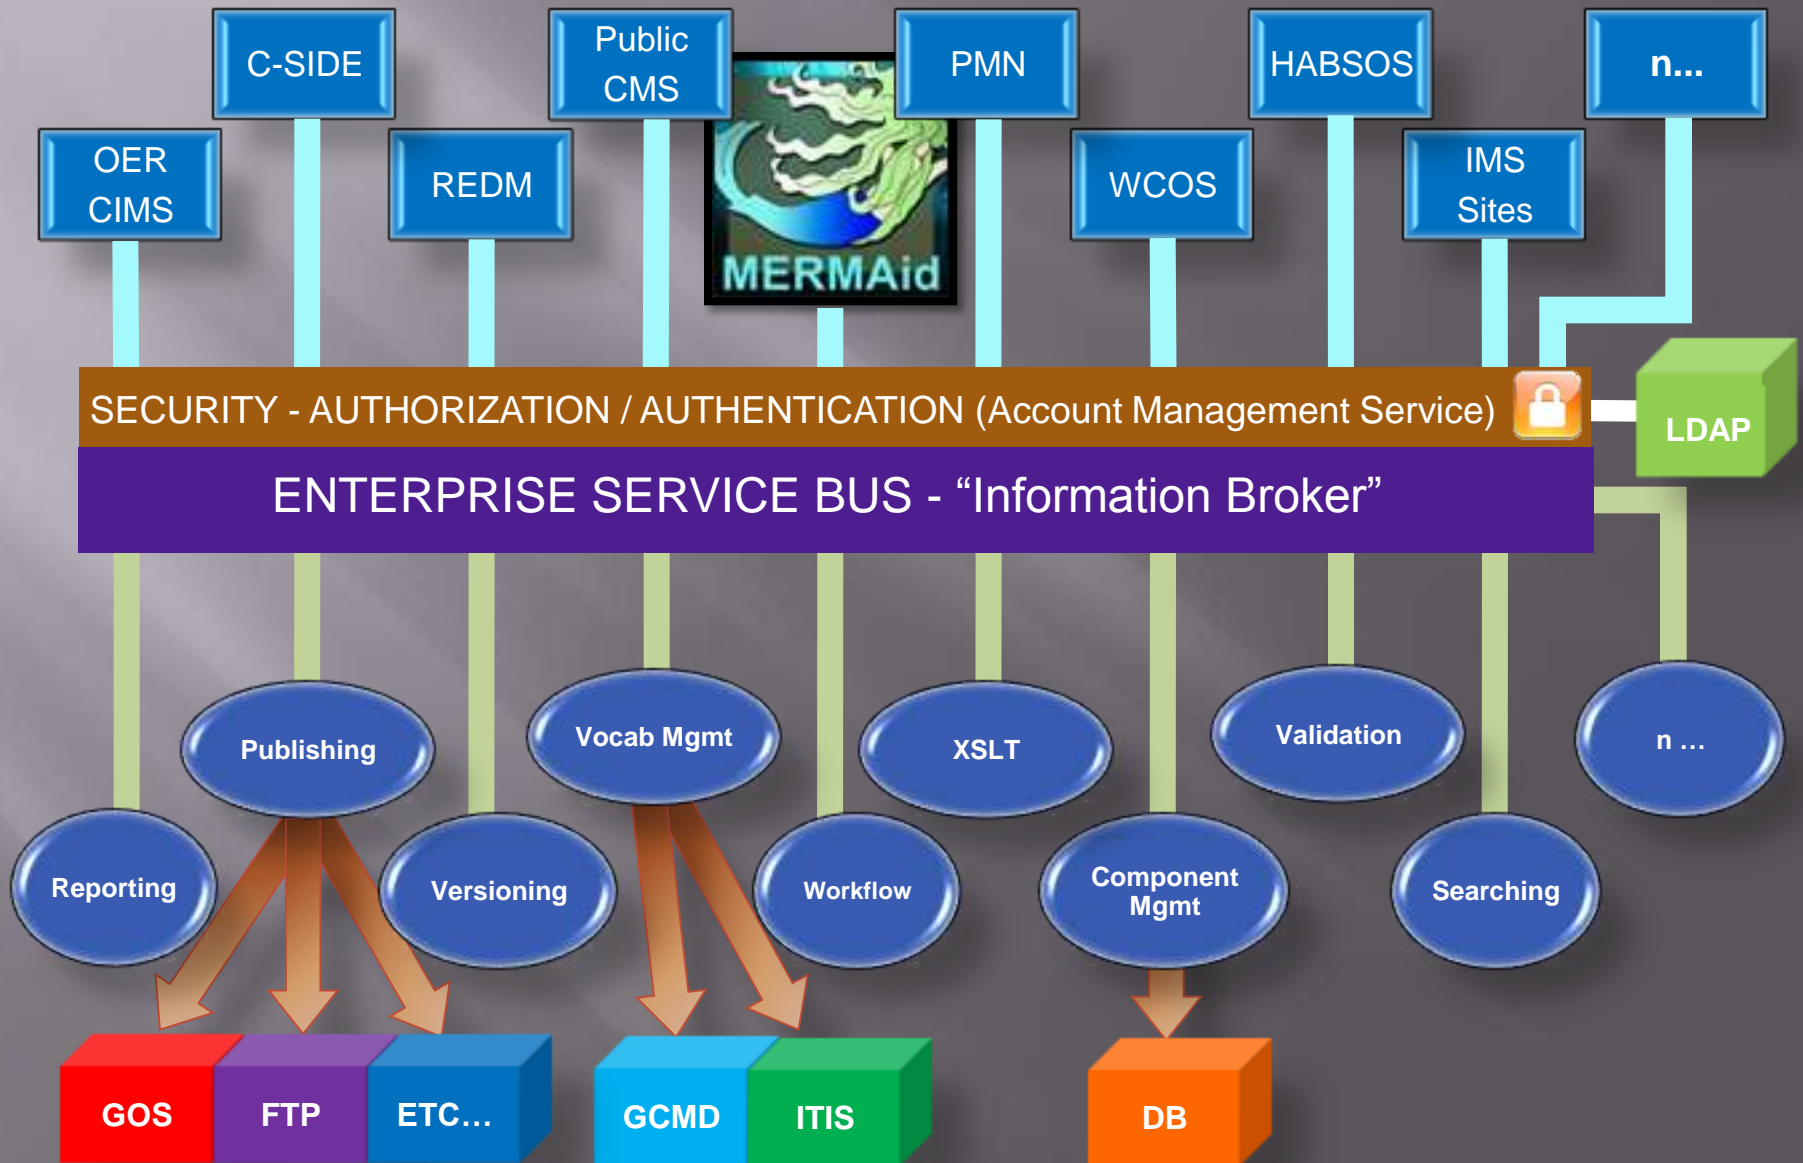 C-SIDE
Public
CMS
PMN
HABSOS
n...
OER
CIMS
REDM
MERMAid
WCOS
IMS
Sites
SECURITY - AUTHORIZATION / AUTHENTICATION (Account Management Service)
LDAP
ENTERPRISE SERVICE BUS - “Information Broker”
Publishing
Vocab Mgmt
XSLT
Validation
n …
Reporting
Versioning
Workflow
Component
Mgmt
Searching
GOS
FTP
ETC…
GCMD
ITIS
DB